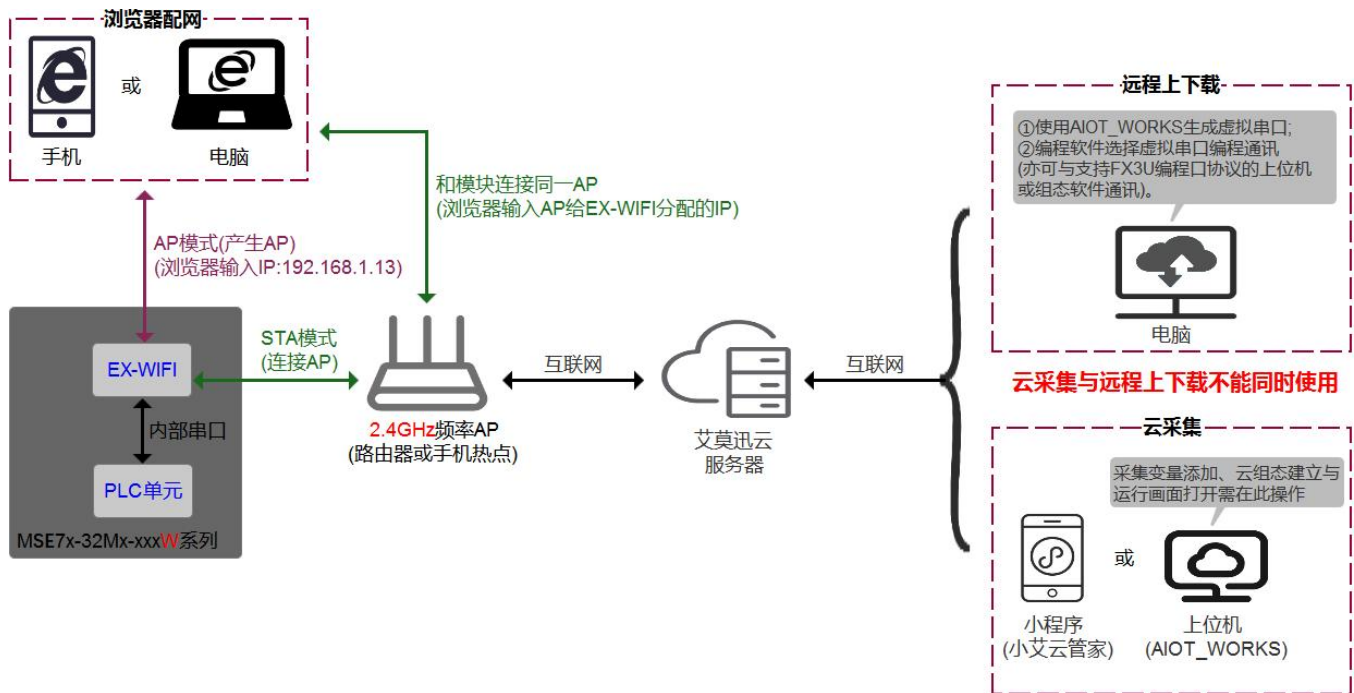 浏览器配网
或
手机
电脑
和模块连接同一AP
(浏览器输入AP给EX-WIFI分配的IP)
AP模式(产生AP)
(浏览器输入IP:192.168.1.13)
EX-WIFI
内部串口
PLC单元
MSE7x-32Mx-xxxW系列
STA模式
(连接AP)
2.4GHz频率AP
(路由器或手机热点)
互联网
艾莫迅云
服务器
互联网
远程上下载
①使用AIOT_WORKS生成虚拟串口;
②编程软件选择虚拟串口编程通讯
(亦可与支持FX3U编程口协议的上位机
或组态软件通讯)。
电脑
云采集与远程上下载不能同时使用
云采集
采集变量添加、云组态建立与
运行画面打开需在此操作
或
小程序
(小艾云管家)
上位机
(AIOT_WORKS)